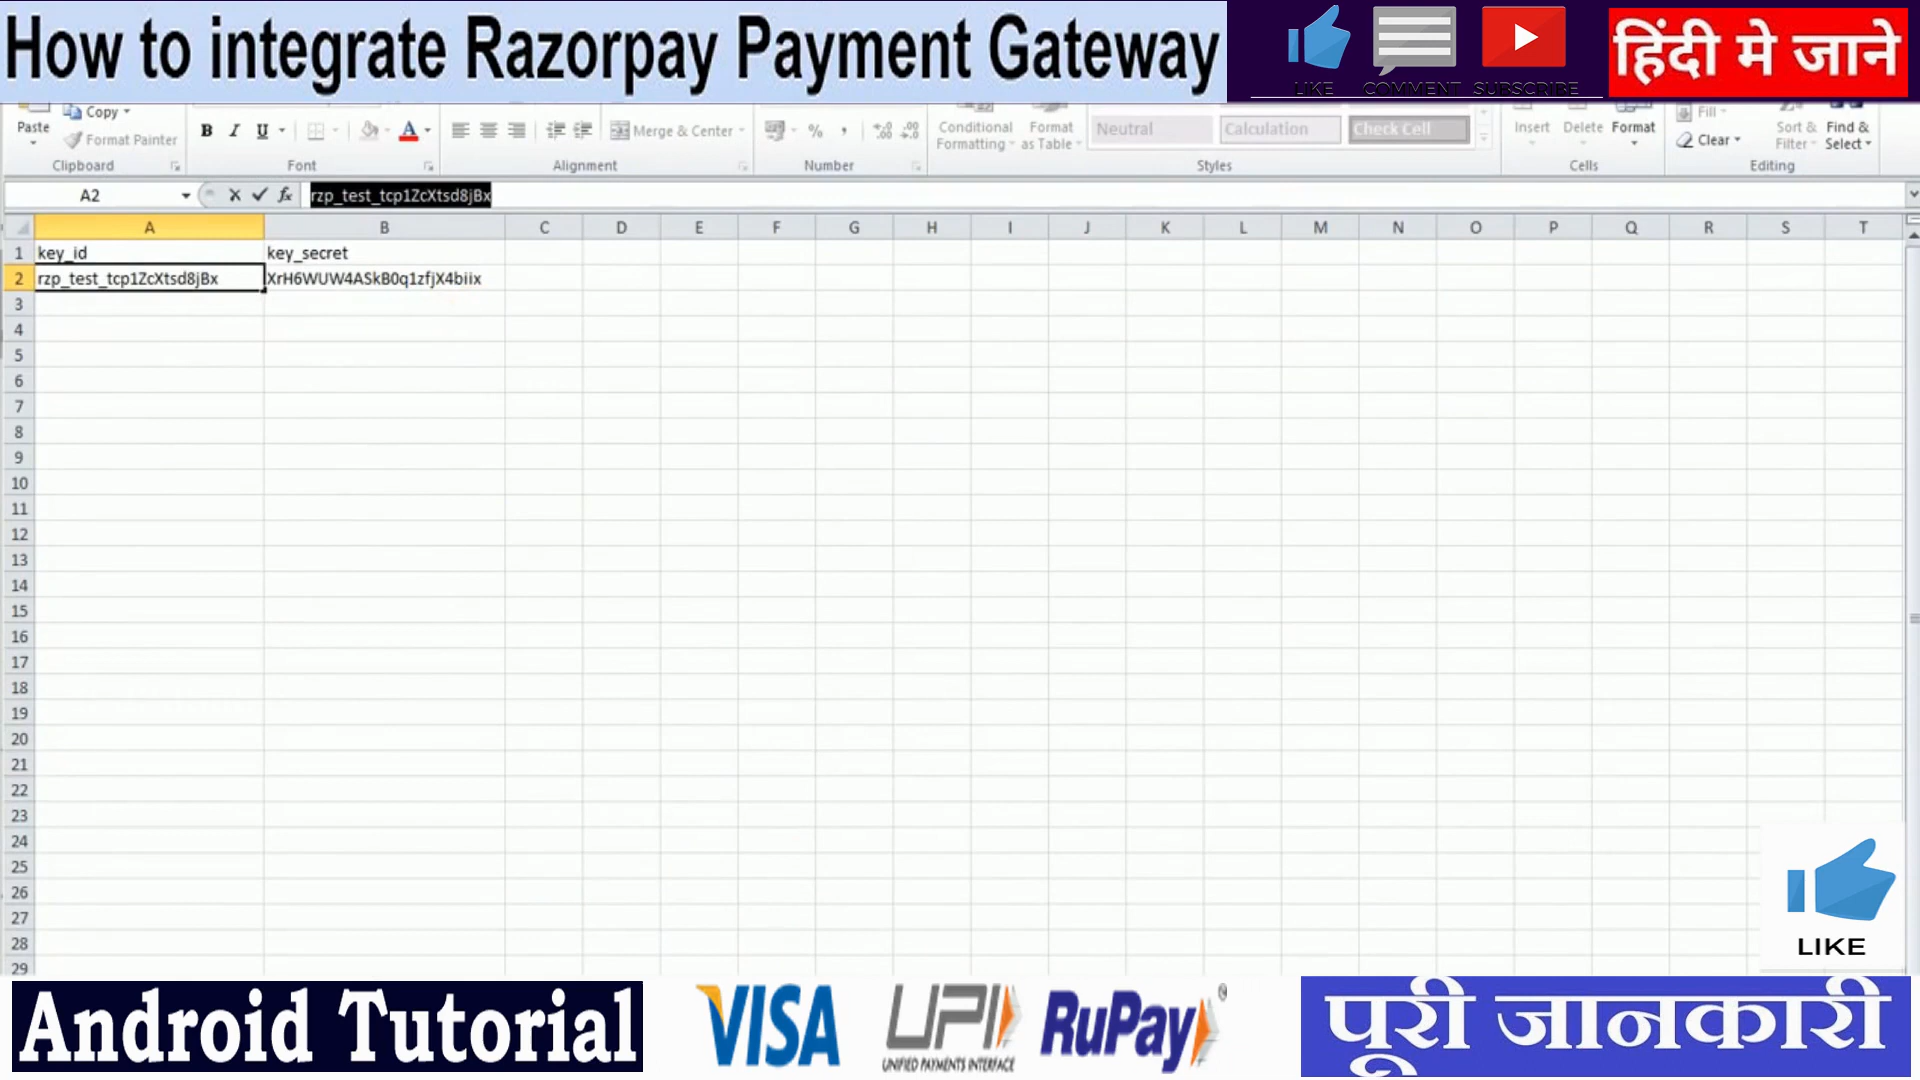 How to integrate Razorpay Payment Gateway
LIKE COMMENT SUBSCRIBE
हिंदी मे जाने
Paste
Copy
Format Painter
Clipboard
B I U
A
Font
Merge & Center
Alignment
% ,
Number
Conditional Formatting
Format as Table
Neutral
Calculation
Check Cell
Styles
Insert Delete Format
Cells
Fill
Clear
Sort & Filter
Find & Select
Editing
A2 fx rzp_test_tcp1ZcXtsd8jBx
A B C D E F G H I J K L M N O P Q R S T
1 key_id key_secret
2 rzp_test_tcp1ZcXtsd8jBx XrH6WUW4ASkB0q1zfjX4biix
3
4
5
6
7
8
9
10
11
12
13
14
15
16
17
18
19
20
21
22
23
24
25
26
27
28
29
LIKE
Android Tutorial
VISA
UPI
UNIFIED PAYMENTS INTERFACE
RuPay
पूरी जानकारी